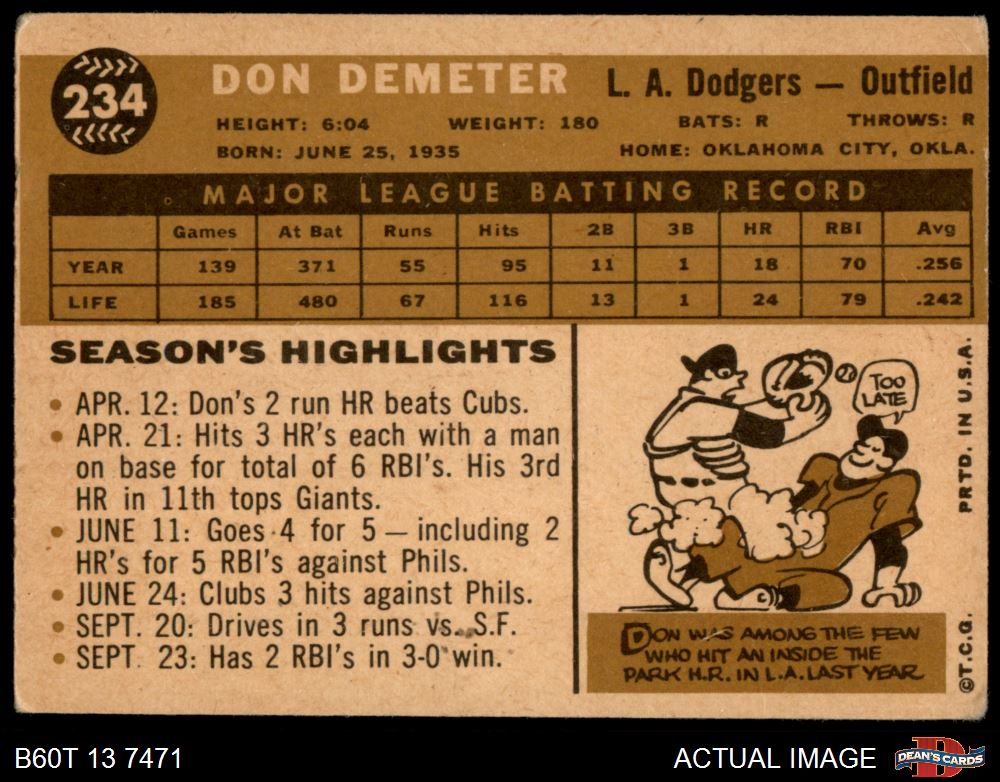 234
DON DEMETER L. A. Dodgers — Outfield
HEIGHT: 6:04 WEIGHT: 180 BATS: R THROWS: R
BORN: JUNE 25, 1935 HOME: OKLAHOMA CITY, OKLA.
MAJOR LEAGUE BATTING RECORD
Games At Bat Runs Hits 2B 3B HR RBI Avg
YEAR 139 371 55 95 11 1 18 70 .256
LIFE 185 480 67 116 13 1 24 79 .242
SEASON'S HIGHLIGHTS
• APR. 12: Don's 2 run HR beats Cubs.
• APR. 21: Hits 3 HR's each with a man
on base for total of 6 RBI's. His 3rd
HR in 11th tops Giants.
• JUNE 11: Goes 4 for 5 — including 2
HR's for 5 RBI's against Phils.
• JUNE 24: Clubs 3 hits against Phils.
• SEPT. 20: Drives in 3 runs vs. S.F.
• SEPT. 23: Has 2 RBI's in 3-0 win.
TOO
LATE
DON WAS AMONG THE FEW
WHO HIT AN INSIDE THE
PARK H.R. IN L.A. LAST YEAR.
©T.C.G. PRTD. IN U.S.A.
B60T 13 7471 ACTUAL IMAGE DEAN'S CARDS